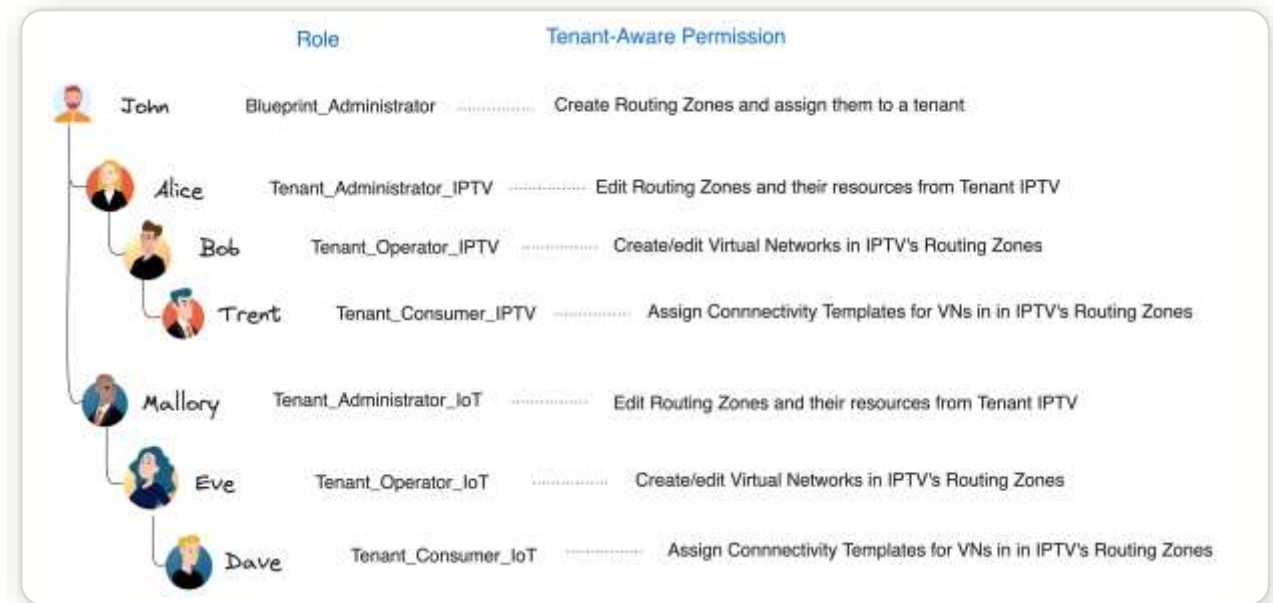 Role Tenant-Aware Permission
John Blueprint_Administrator Create Routing Zones and assign them to a tenant
Alice Tenant_Administrator_IPTV Edit Routing Zones and their resources from Tenant IPTV
Bob Tenant_Operator_IPTV Create/edit Virtual Networks in IPTV's Routing Zones
Trent Tenant_Consumer_IPTV Assign Connnectivity Templates for VNs in in IPTV's Routing Zones
Mallory Tenant_Administrator_IoT Edit Routing Zones and their resources from Tenant IPTV
Eve Tenant_Operator_IoT Create/edit Virtual Networks in IPTV's Routing Zones
Dave Tenant_Consumer_IoT Assign Connnectivity Templates for VNs in in IPTV's Routing Zones